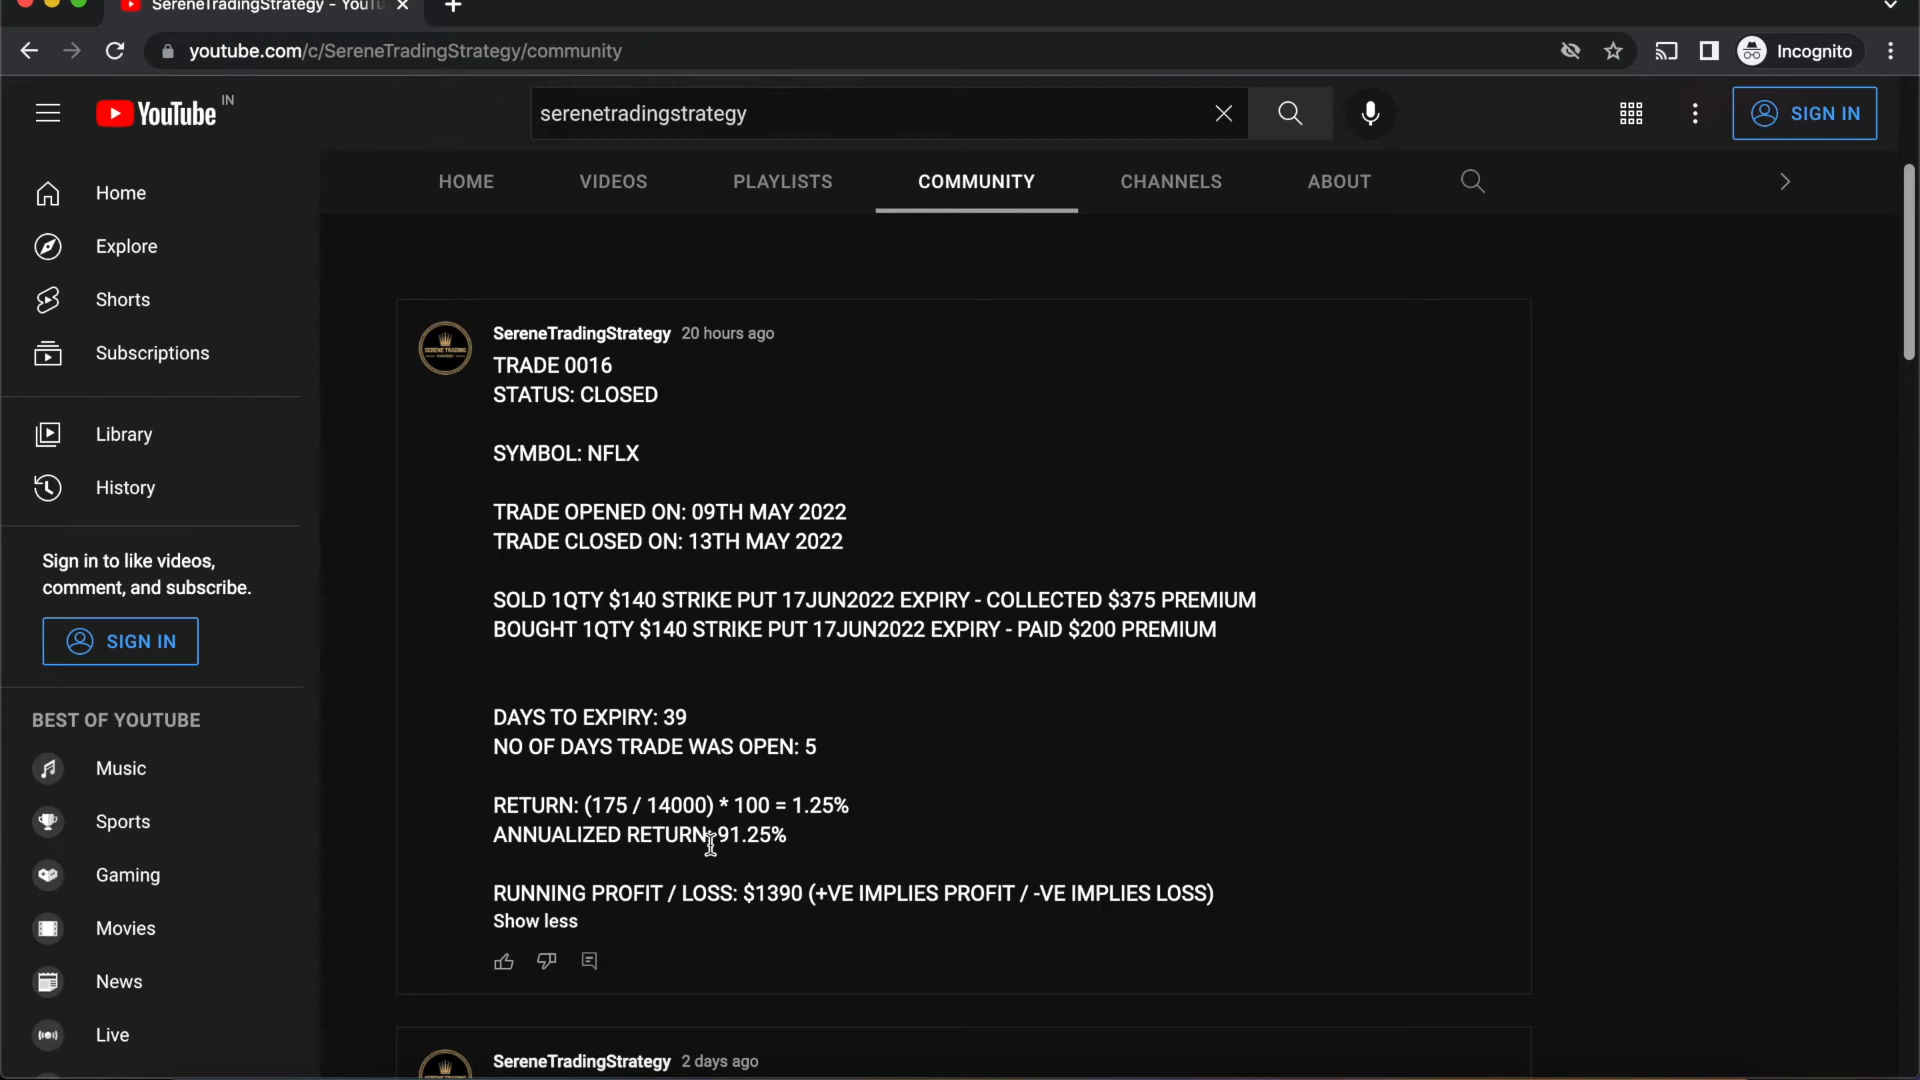 SereneTradingStrategy - YouTu
youtube.com/c/SereneTradingStrategy/community
Incognito
YouTube IN
serenetradingstrategy
SIGN IN
HOME VIDEOS PLAYLISTS COMMUNITY CHANNELS ABOUT
Home
Explore
Shorts
Subscriptions
Library
History
Sign in to like videos,
comment, and subscribe.
SIGN IN
BEST OF YOUTUBE
Music
Sports
Gaming
Movies
News
Live
SereneTradingStrategy 20 hours ago
TRADE 0016
STATUS: CLOSED
SYMBOL: NFLX
TRADE OPENED ON: 09TH MAY 2022
TRADE CLOSED ON: 13TH MAY 2022
SOLD 1QTY $140 STRIKE PUT 17JUN2022 EXPIRY - COLLECTED $375 PREMIUM
BOUGHT 1QTY $140 STRIKE PUT 17JUN2022 EXPIRY - PAID $200 PREMIUM
DAYS TO EXPIRY: 39
NO OF DAYS TRADE WAS OPEN: 5
RETURN: (175 / 14000) * 100 = 1.25%
ANNUALIZED RETURN: 91.25%
RUNNING PROFIT / LOSS: $1390 (+VE IMPLIES PROFIT / -VE IMPLIES LOSS)
Show less
SereneTradingStrategy 2 days ago